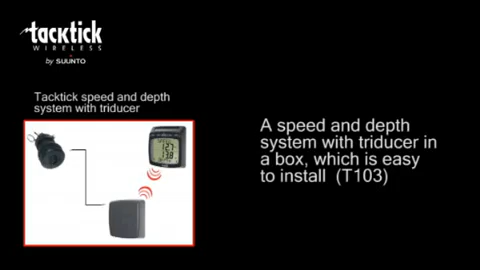 tacktick
WIRELESS
by SUUNTO
Tacktick speed and depth
system with triducer
A speed and depth
system with triducer in
a box, which is easy
to install (T103)